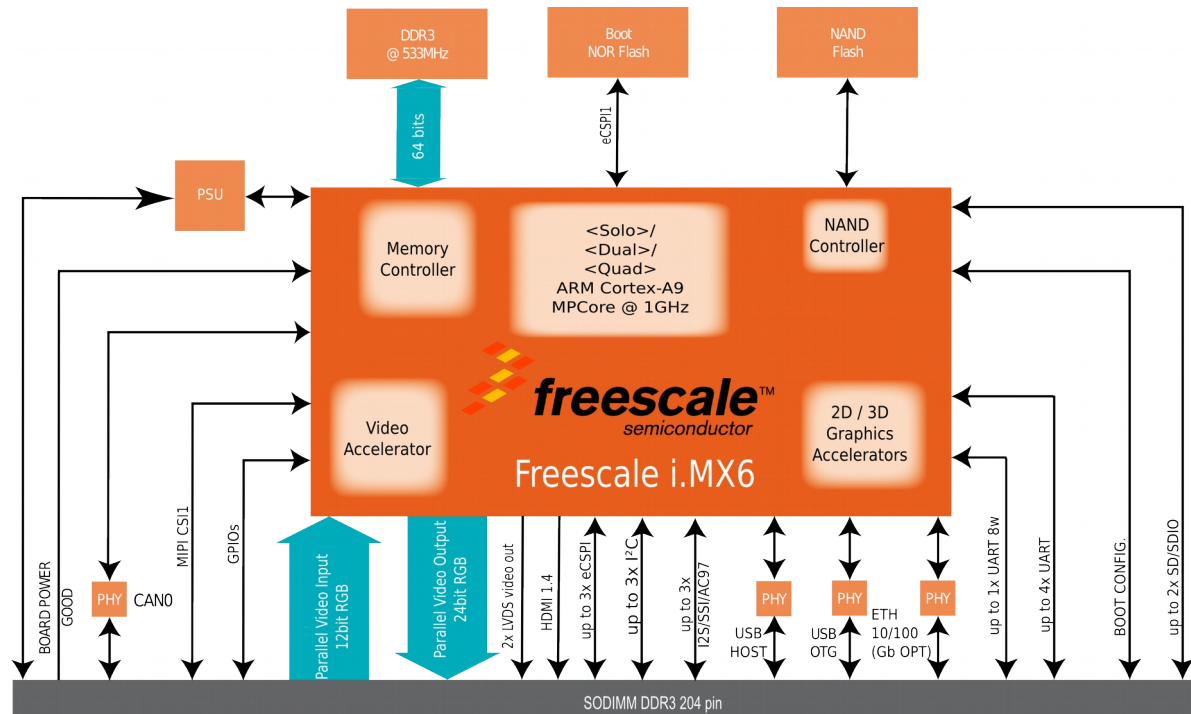 DDR3
@ 533MHz
Boot
NOR Flash
NAND
Flash
64 bits
eCSPI1
PSU
Memory
Controller
<Solo>/
<Dual>/
<Quad>
ARM Cortex-A9
MPCore @ 1GHz
NAND
Controller
freescale™
semiconductor
Freescale i.MX6
Video
Accelerator
2D / 3D
Graphics
Accelerators
BOARD POWER
GOOD
PHY
CAN0
MIPI CSI1
GPIOs
Parallel Video Input
12bit RGB
Parallel Video Output
24bit RGB
2x LVDS video out
HDMI 1.4
up to 3x eCSPI
up to 3x I²C
up to 3x
I2S/SSI/AC97
PHY
USB
HOST
PHY
USB
OTG
PHY
ETH
10/100
(Gb OPT)
up to 1x UART 8w
up to 4x UART
BOOT CONFIG.
up to 2x SD/SDIO
SODIMM DDR3 204 pin